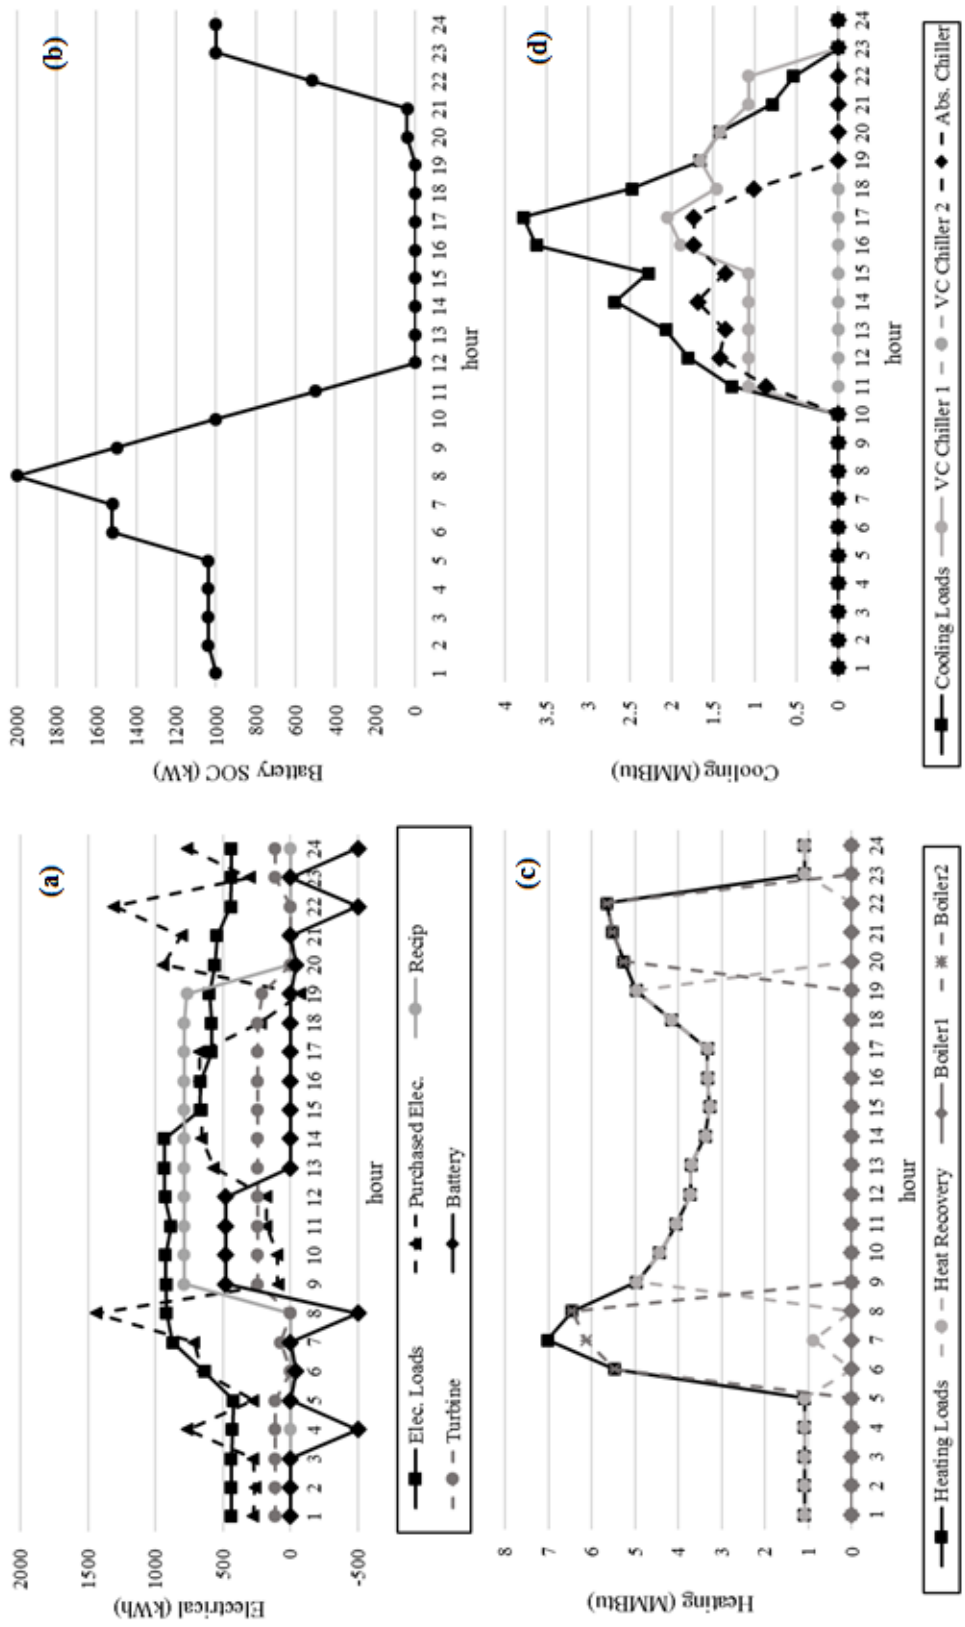 (a)
Electrical (kWh)
2000
1500
1000
500
0
-500
1 2 3 4 5 6 7 8 9 10 11 12 13 14 15 16 17 18 19 20 21 22 23 24
hour
Elec. Loads Purchased Elec. Recip
Turbine Battery
(b)
Battery SOC (kW)
2000
1800
1600
1400
1200
1000
800
600
400
200
0
1 2 3 4 5 6 7 8 9 10 11 12 13 14 15 16 17 18 19 20 21 22 23 24
hour
(c)
Heating (MMBtu)
8
7
6
5
4
3
2
1
0
1 2 3 4 5 6 7 8 9 10 11 12 13 14 15 16 17 18 19 20 21 22 23 24
hour
Heating Loads Heat Recovery Boiler1 Boiler2
(d)
Cooling (MMBtu)
4
3.5
3
2.5
2
1.5
1
0.5
0
1 2 3 4 5 6 7 8 9 10 11 12 13 14 15 16 17 18 19 20 21 22 23 24
hour
Cooling Loads VC Chiller 1 VC Chiller 2 Abs. Chiller